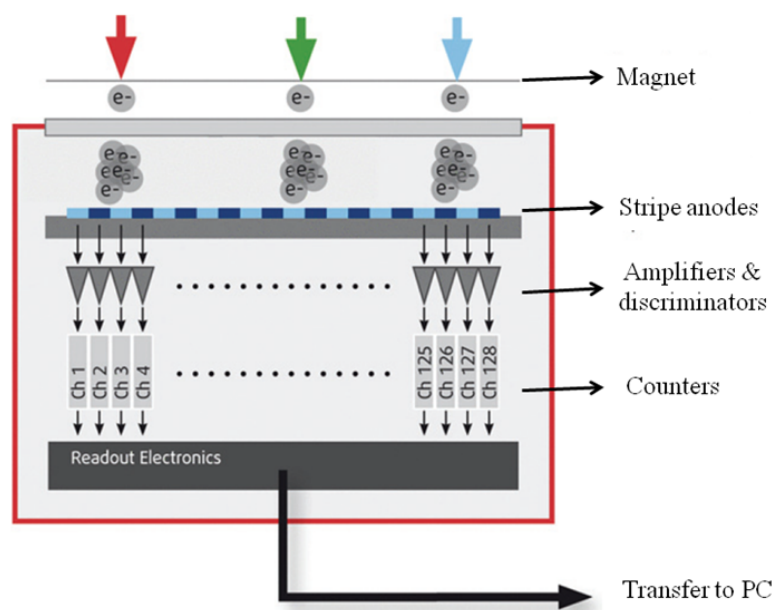 e- e- e-
Magnet
e- e- e- e- e- e-
e- e- e- e- e- e-
e- e- e-
Stripe anodes
Amplifiers &
discriminators
Ch 1 Ch 2 Ch 3 Ch 4 Ch 125 Ch 126 Ch 127 Ch 128
Counters
Readout Electronics
Transfer to PC